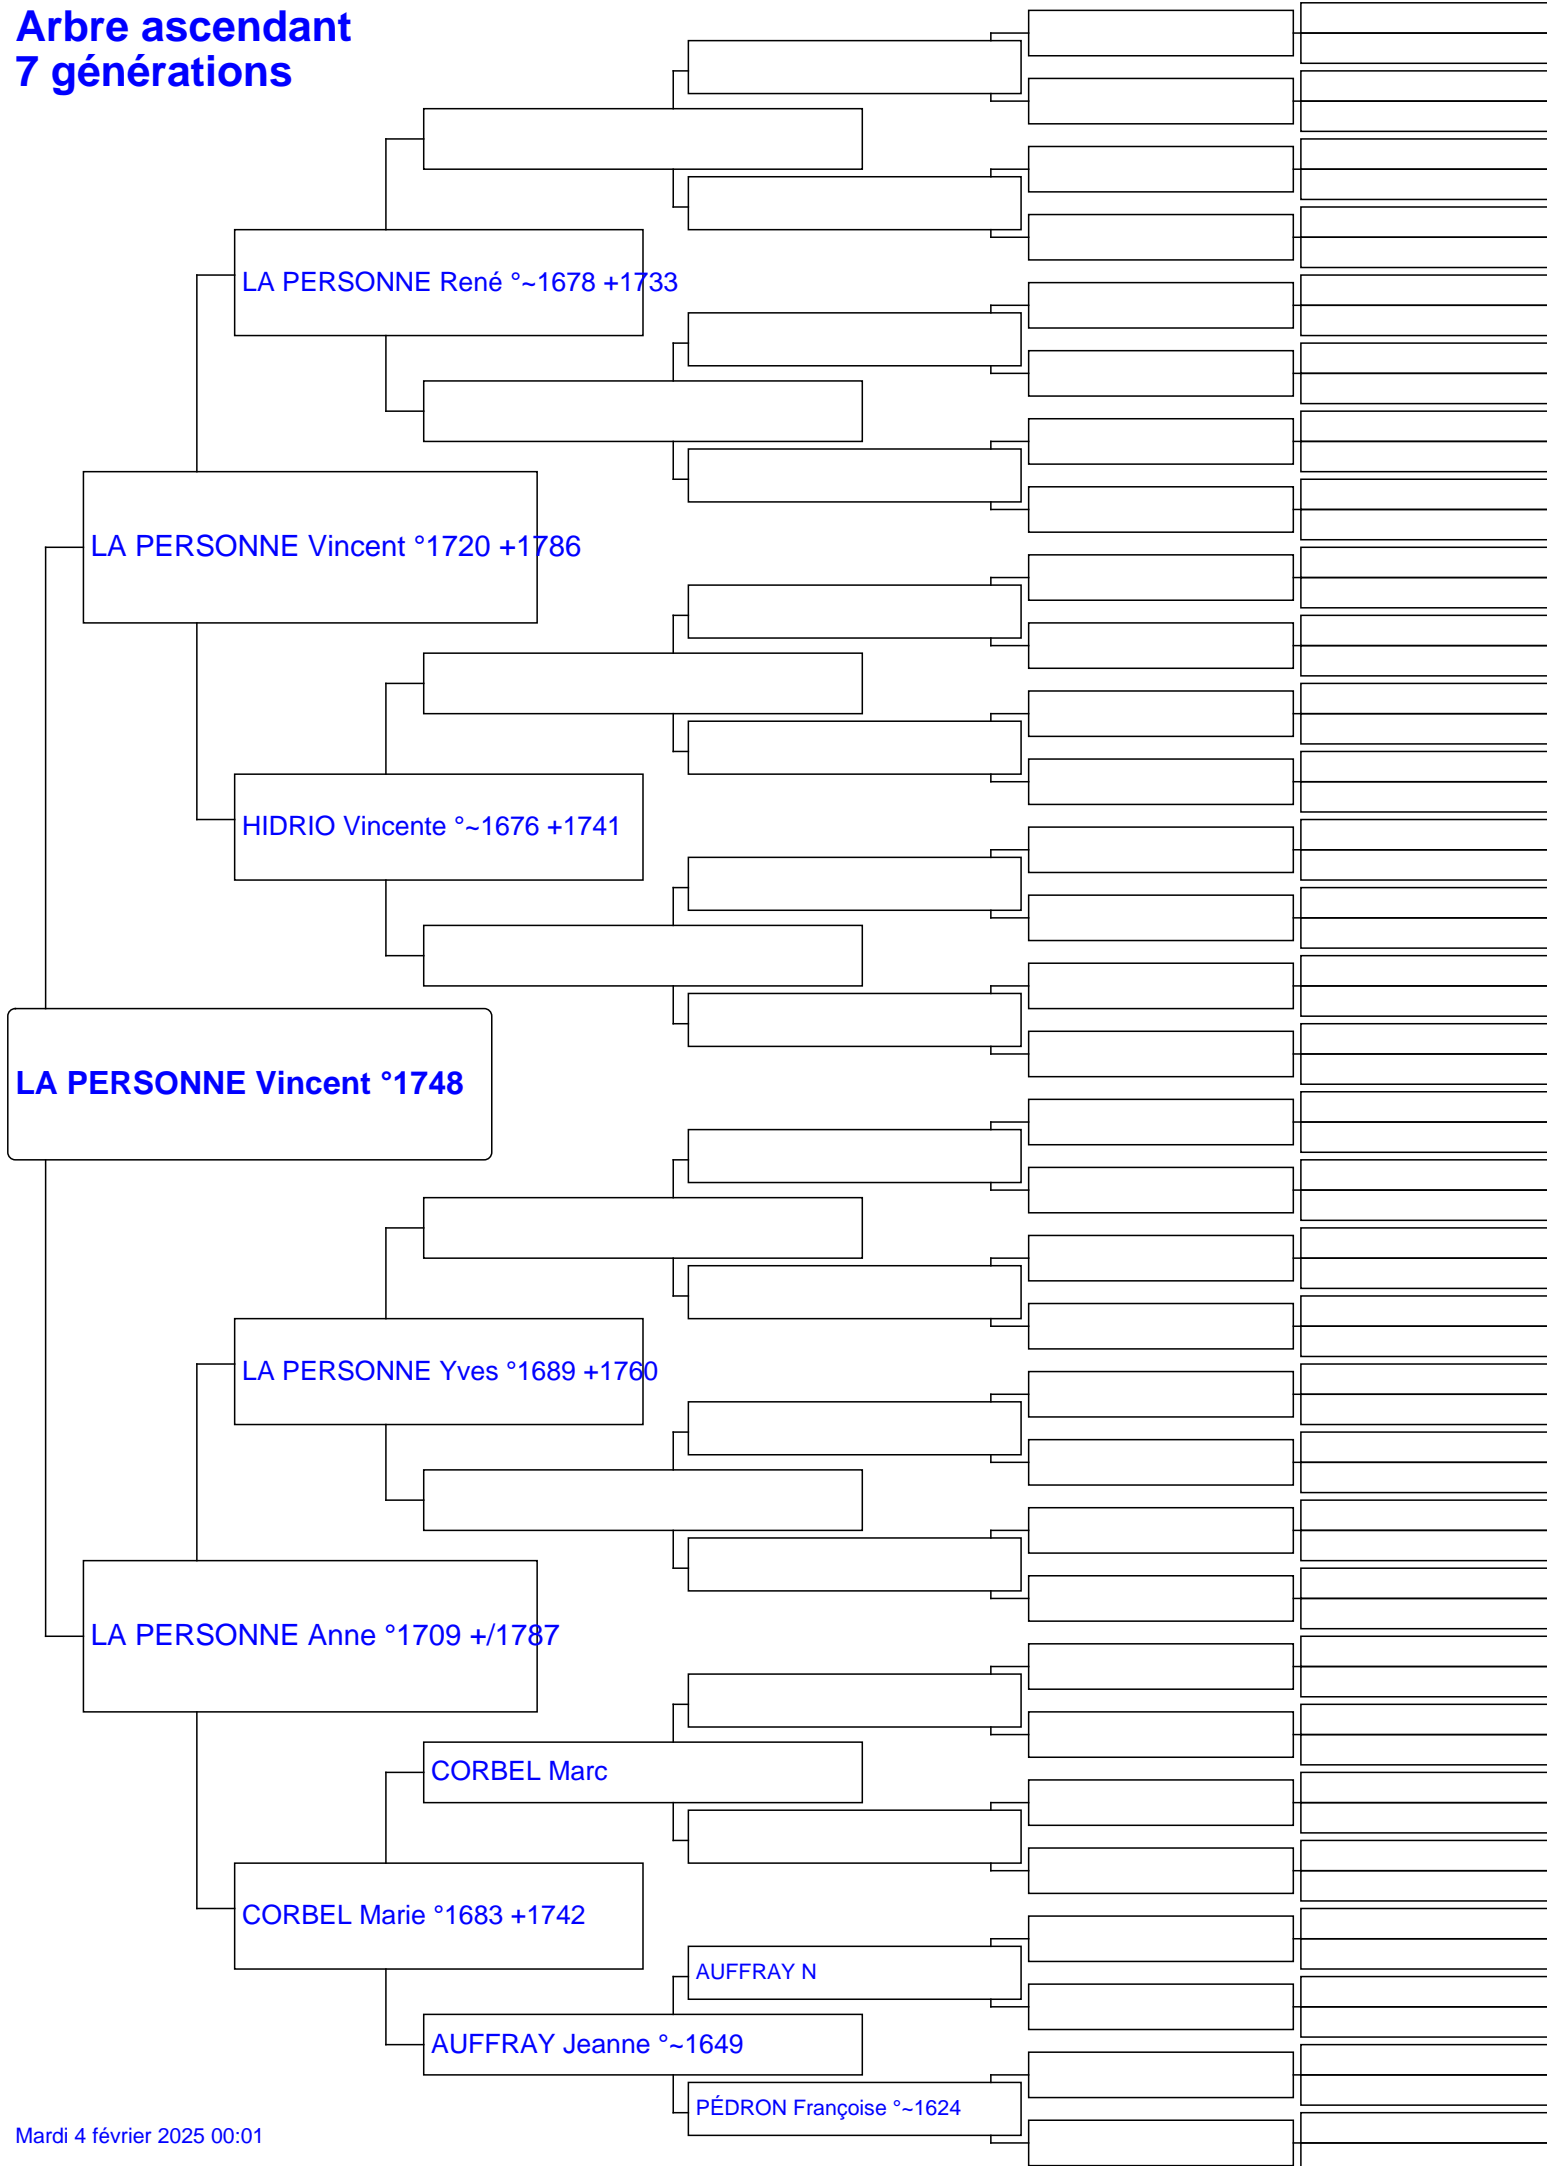 Arbre ascendant
7 générations
LA PERSONNE René °~1678 +1733
LA PERSONNE Vincent °1720 +1786
HIDRIO Vincente °~1676 +1741
LA PERSONNE Vincent °1748
LA PERSONNE Yves °1689 +1760
LA PERSONNE Anne °1709 +/1787
CORBEL Marc
CORBEL Marie °1683 +1742
AUFFRAY N
AUFFRAY Jeanne °~1649
PÉDRON Françoise °~1624
Mardi 4 février 2025 00:01